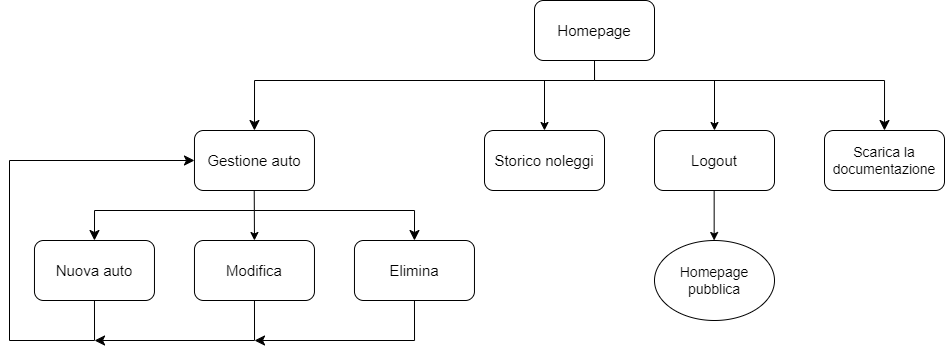 Homepage
Gestione auto
Storico noleggi
Logout
Scarica la
documentazione
Nuova auto
Modifica
Elimina
Homepage
pubblica